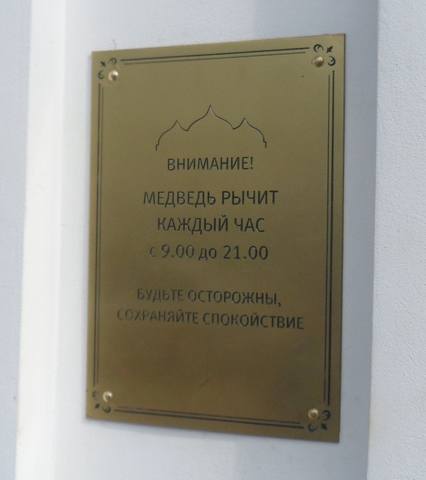 ВНИМАНИЕ!
МЕДВЕДЬ РЫЧИТ
КАЖДЫЙ ЧАС
с 9.00 до 21.00
БУДЬТЕ ОСТОРОЖНЫ,
СОХРАНЯЙТЕ СПОКОЙСТВИЕ